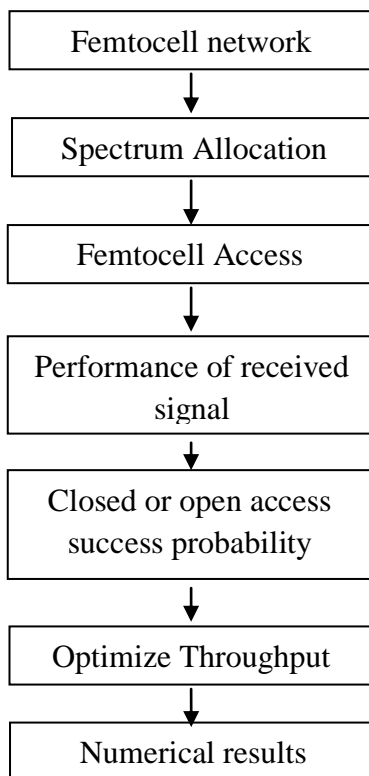 Femtocell network
Spectrum Allocation
Femtocell Access
Performance of received
signal
Closed or open access
success probability
Optimize Throughput
Numerical results